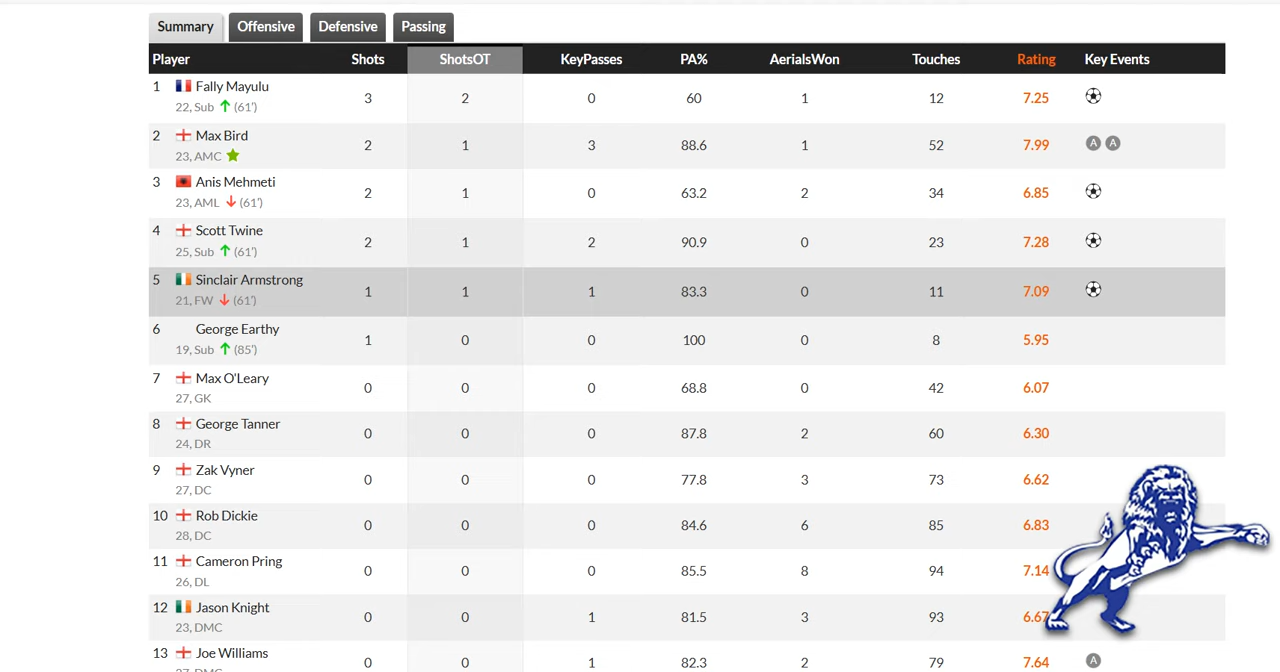 Summary Offensive Defensive Passing
Player Shots ShotsOT KeyPasses PA% AerialsWon Touches Rating Key Events
1 Fally Mayulu
22, Sub (61')
3 2 0 60 1 12 7.25
2 Max Bird
23, AMC
2 1 3 88.6 1 52 7.99 A A
3 Anis Mehmeti
23, AML (61')
2 1 0 63.2 2 34 6.85
4 Scott Twine
25, Sub (61')
2 1 2 90.9 0 23 7.28
5 Sinclair Armstrong
21, FW (61')
1 1 1 83.3 0 11 7.09
6 George Earthy
19, Sub (85')
1 0 0 100 0 8 5.95
7 Max O'Leary
27, GK
0 0 0 68.8 0 42 6.07
8 George Tanner
24, DR
0 0 0 87.8 2 60 6.30
9 Zak Vyner
27, DC
0 0 0 77.8 3 73 6.62
10 Rob Dickie
28, DC
0 0 0 84.6 6 85 6.83
11 Cameron Pring
26, DL
0 0 0 85.5 8 94 7.14
12 Jason Knight
23, DMC
0 0 1 81.5 3 93 6.67
13 Joe Williams
0 0 1 82.3 2 79 7.64 A